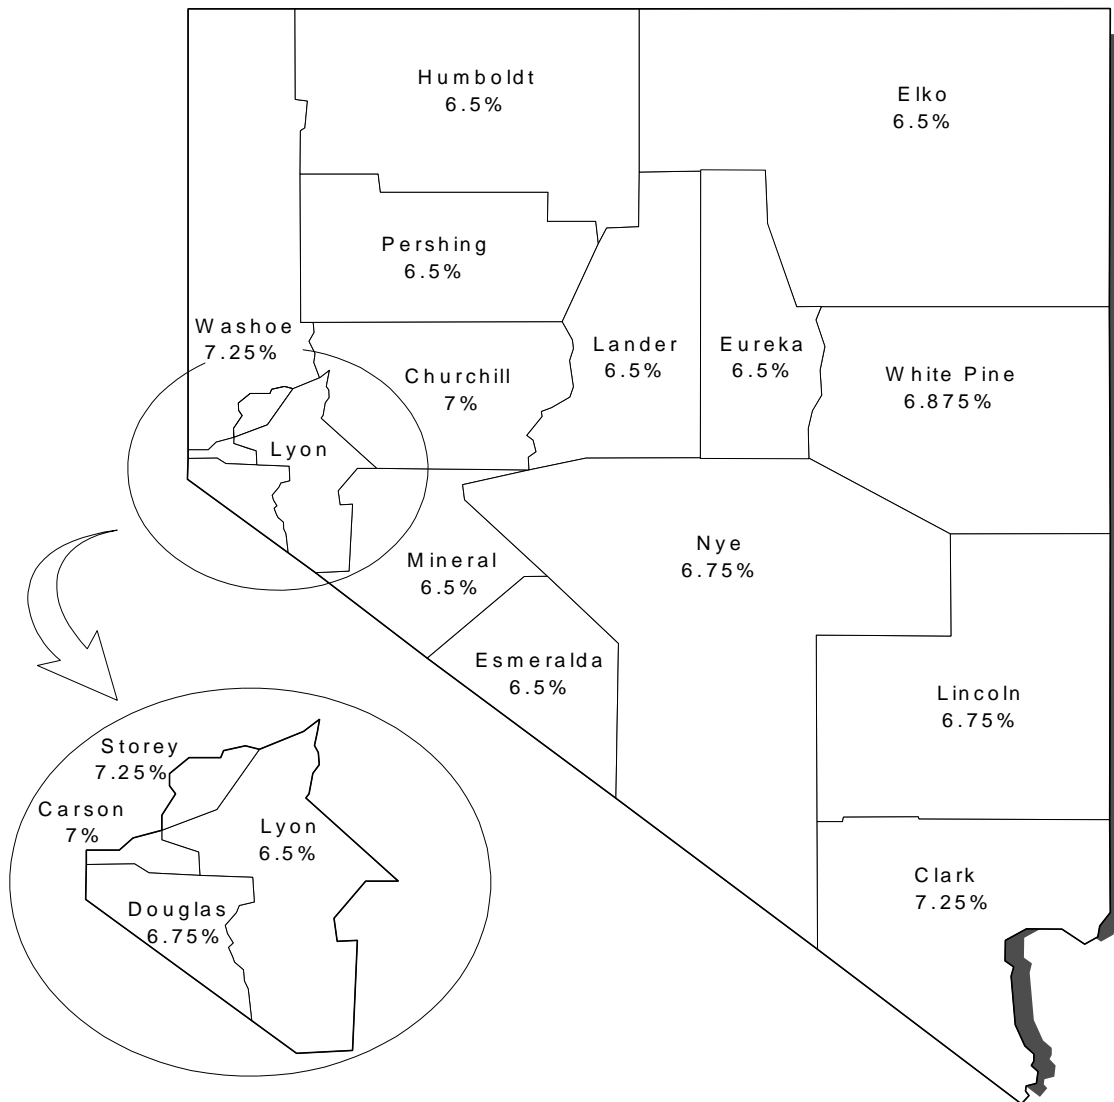 Humboldt
6.5%
Elko
6.5%
Pershing
6.5%
Washoe
7.25%
Lander
6.5%
Eureka
6.5%
Churchill
7%
White Pine
6.875%
Lyon
Nye
6.75%
Mineral
6.5%
Esmeralda
6.5%
Lincoln
6.75%
Storey
7.25%
Carson
7%
Lyon
6.5%
Clark
7.25%
Douglas
6.75%